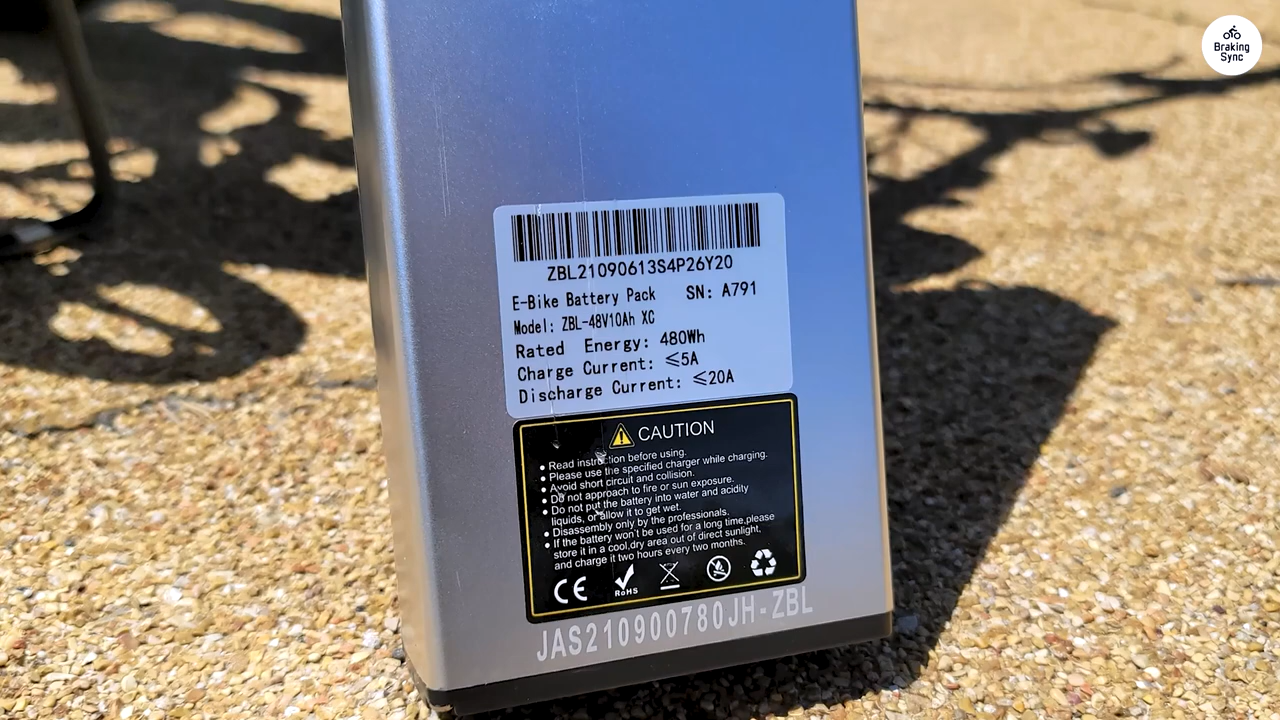 Braking
Sync
ZBL21090613S4P26Y20
E-Bike Battery Pack SN: A791
Model: ZBL-48V10Ah XC
Rated Energy: 480Wh
Charge Current: ≤5A
Discharge Current: ≤20A
CAUTION
• Read instruction before using.
• Please use the specified charger while charging.
• Avoid short circuit and collision.
• Do not approach to fire or sun exposure.
• Do not put the battery into water and acidity
liquids, or allow it to get wet.
• Disassembly only by the professionals.
• If the battery won't be used for a long time,please
store it in a cool,dry area out of direct sunlight,
and charge it two hours every two months.
CE RoHS
JAS210900780JH-ZBL